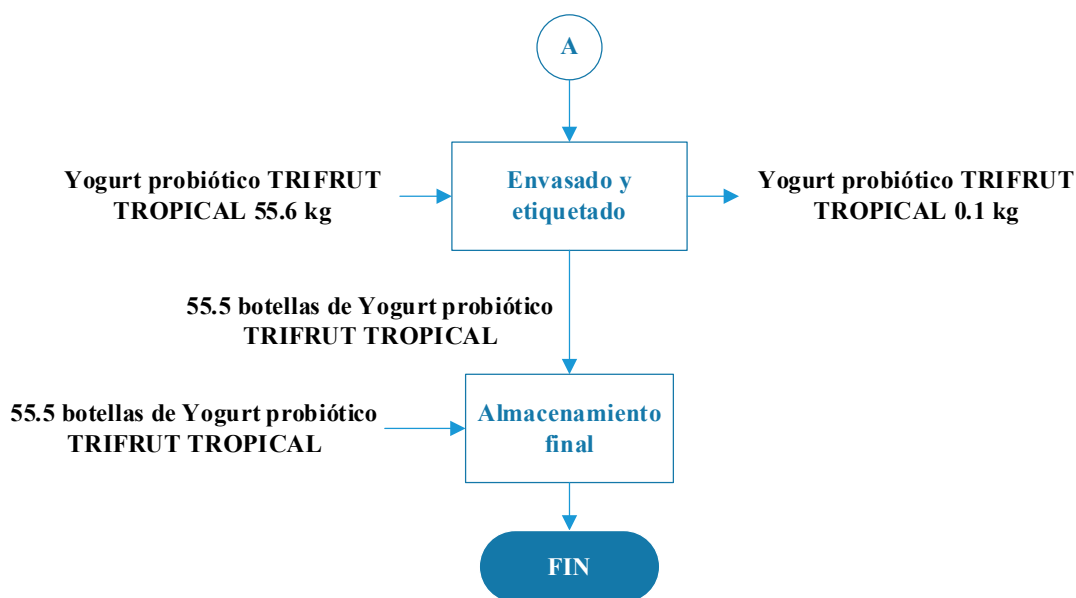 A
Yogurt probiótico TRIFRUT
TROPICAL 55.6 kg
Envasado y
etiquetado
Yogurt probiótico TRIFRUT
TROPICAL 0.1 kg
55.5 botellas de Yogurt probiótico
TRIFRUT TROPICAL
55.5 botellas de Yogurt probiótico
TRIFRUT TROPICAL
Almacenamiento
final
FIN